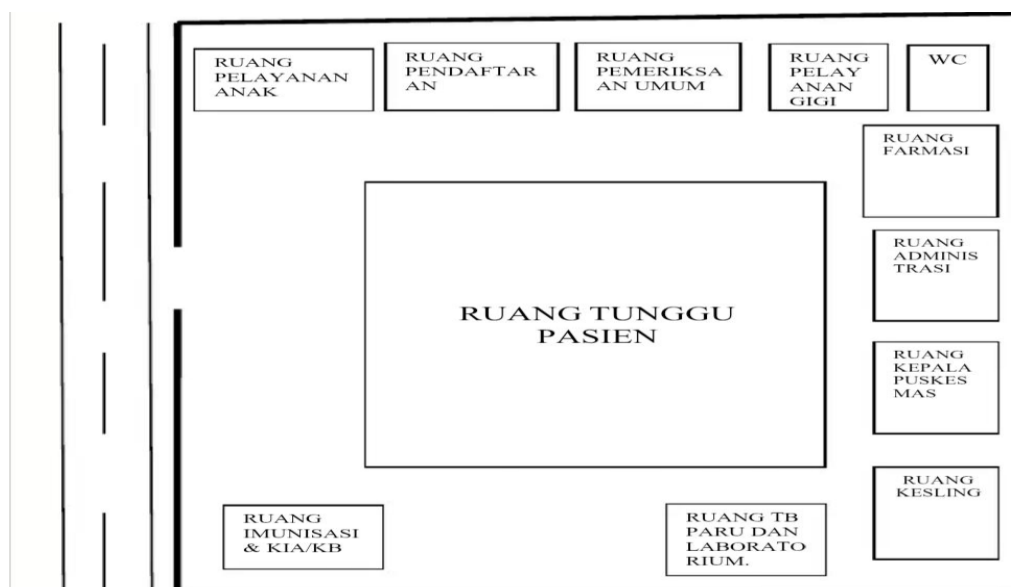 RUANG
PELAYANAN
ANAK
RUANG
PENDAFTAR
AN
RUANG
PEMERIKSA
AN UMUM
RUANG
PELAY
ANAN
GIGI
WC
RUANG
FARMASI
RUANG
ADMINIS
TRASI
RUANG TUNGGU
PASIEN
RUANG
KEPALA
PUSKES
MAS
RUANG
KESLING
RUANG
IMUNISASI
& KIA/KB
RUANG TB
PARU DAN
LABORATO
RIUM.